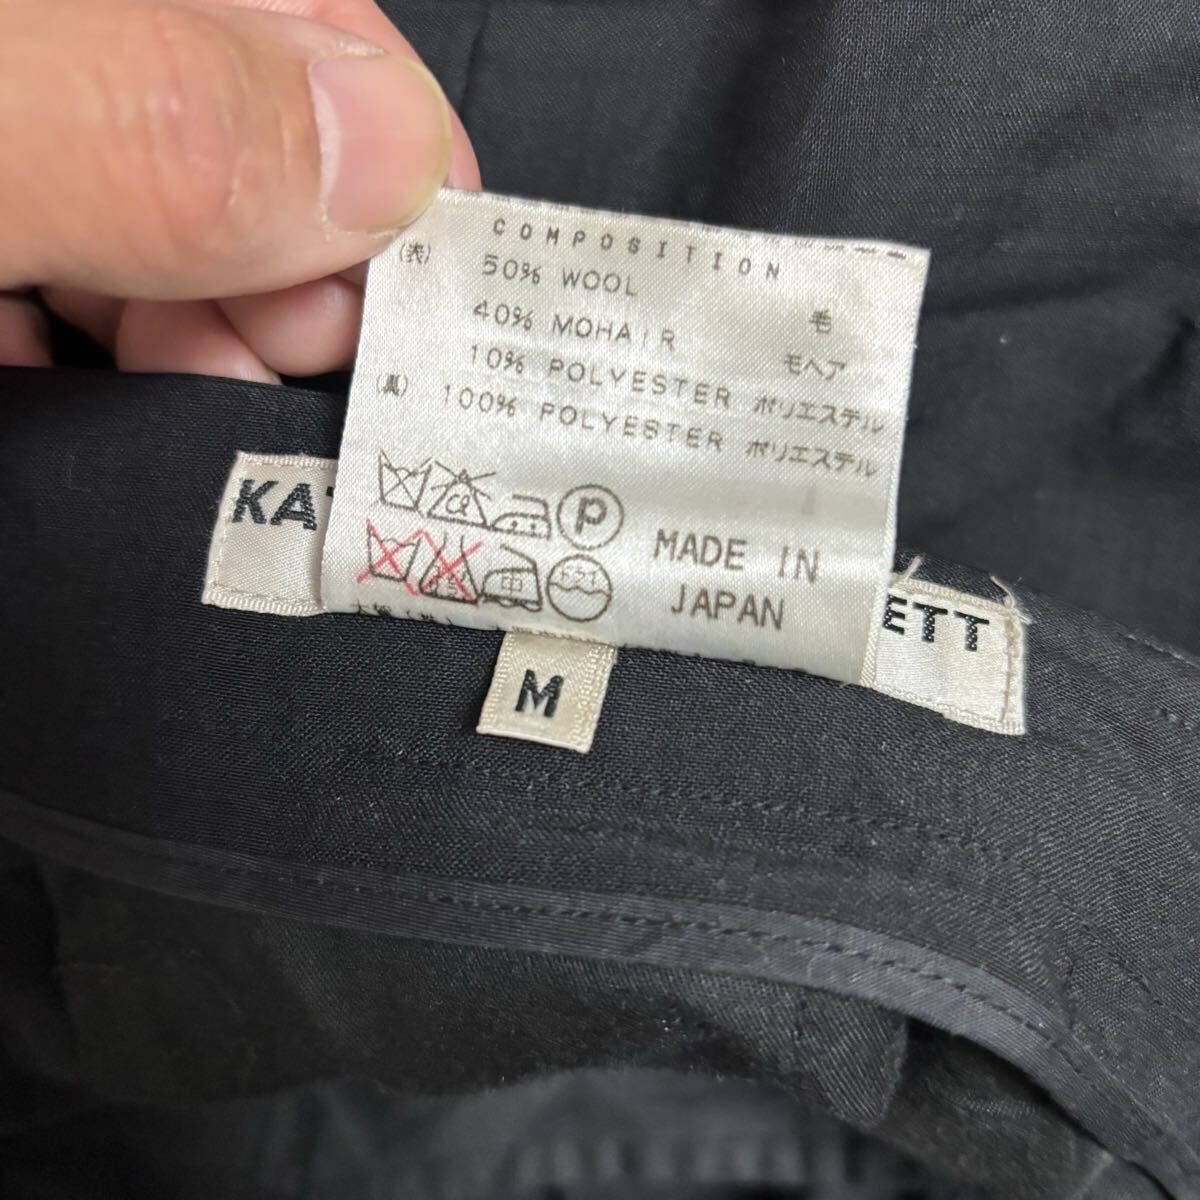 COMPOSITION
(表) 50% WOOL 毛
40% MOHAIR モヘア
10% POLYESTER ポリエステル
(裏) 100% POLYESTER ポリエステル
MADE IN
JAPAN
KA
ETT
M